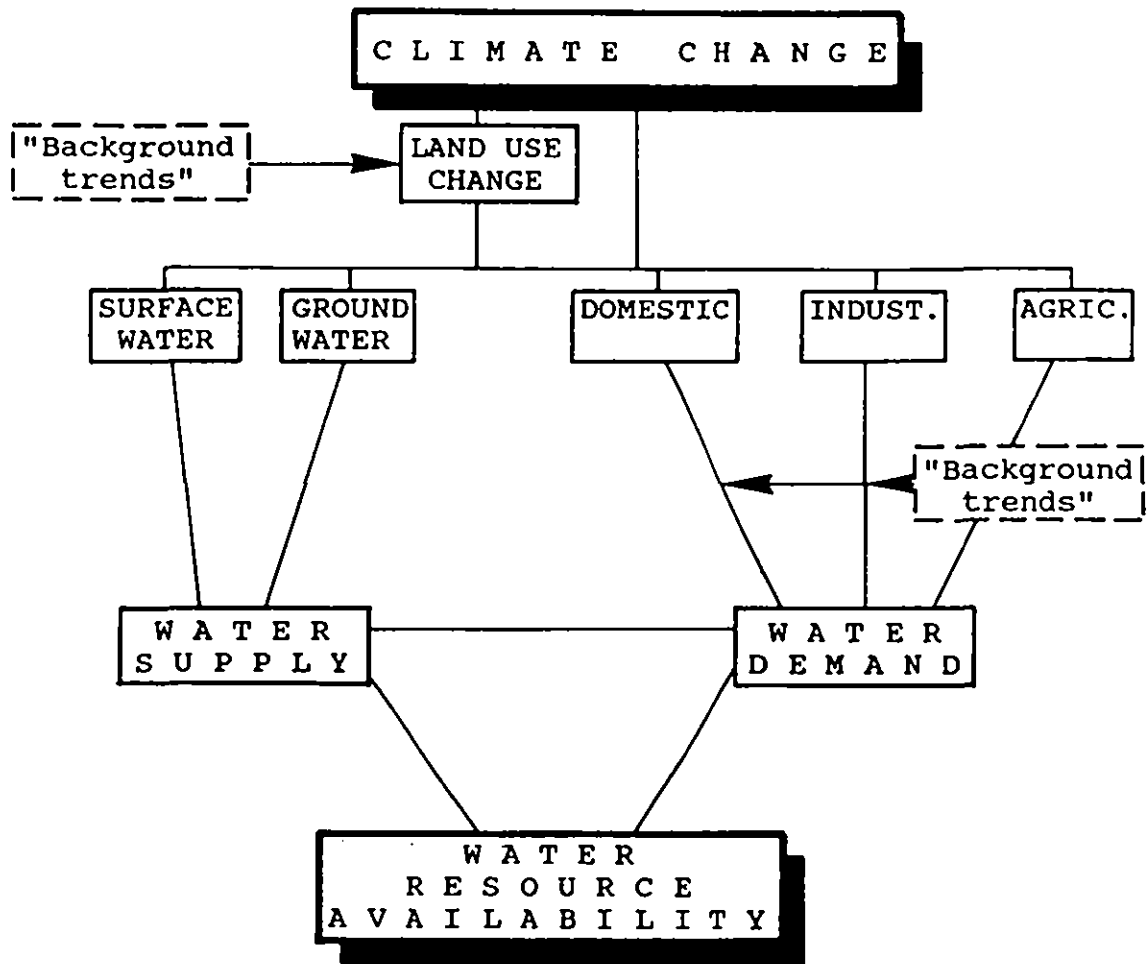 CLIMATE CHANGE
"Background
trends"
LAND USE
CHANGE
SURFACE
WATER
GROUND
WATER
DOMESTIC
INDUST.
AGRIC.
"Background
trends"
WATER
SUPPLY
WATER
DEMAND
WATER
RESOURCE
AVAILABILITY